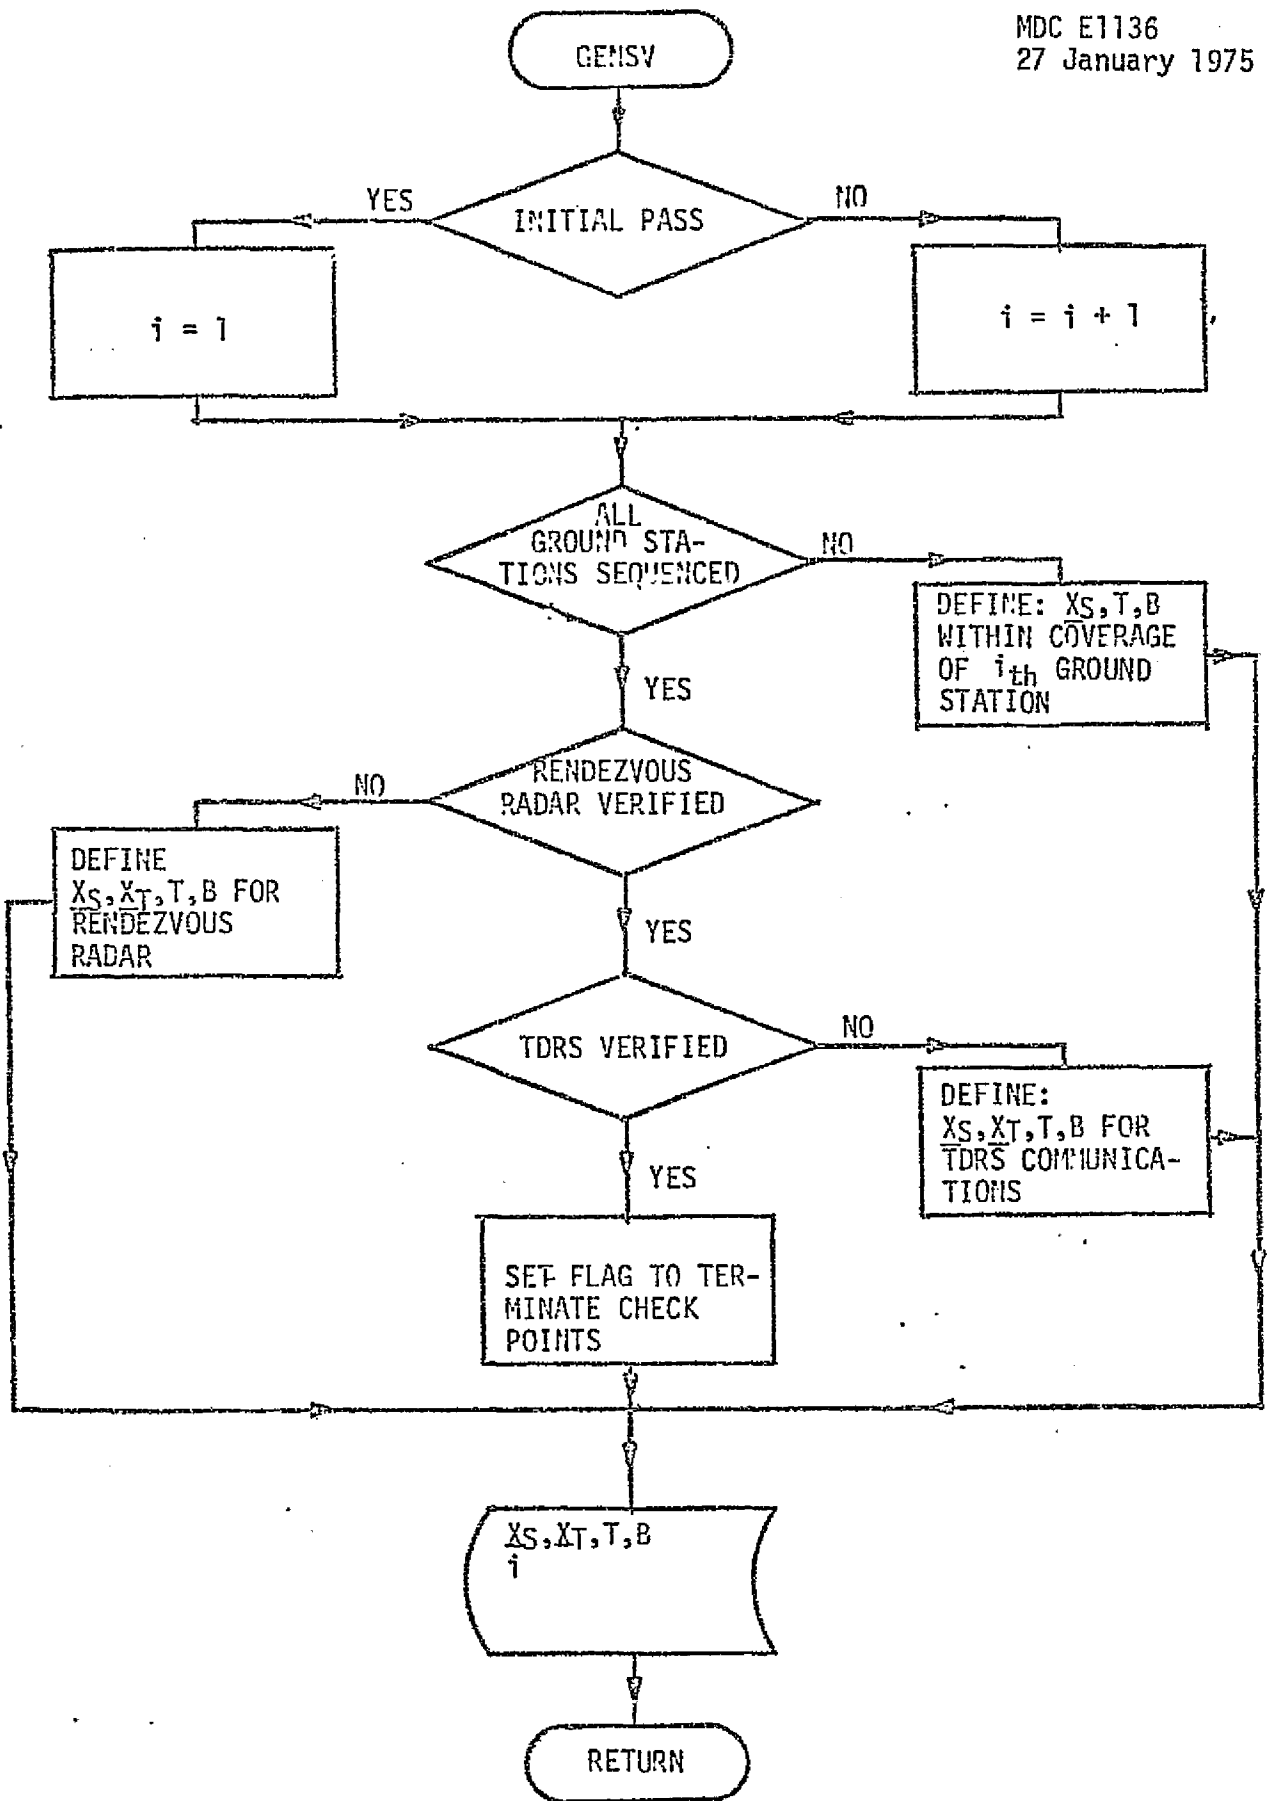 MDC E1136
27 January 1975
GENSV
INITIAL PASS
YES
NO
i = 1
i = i + 1
ALL
GROUND STA-
TIONS SEQUENCED
NO
YES
DEFINE: XS,T,B
WITHIN COVERAGE
OF ith GROUND
STATION
RENDEZVOUS
RADAR VERIFIED
NO
YES
DEFINE
XS,XT,T,B FOR
RENDEZVOUS
RADAR
TDRS VERIFIED
NO
YES
DEFINE:
XS,XT,T,B FOR
TDRS COMMUNICA-
TIONS
SET FLAG TO TER-
MINATE CHECK
POINTS
XS,XT,T,B
i
RETURN